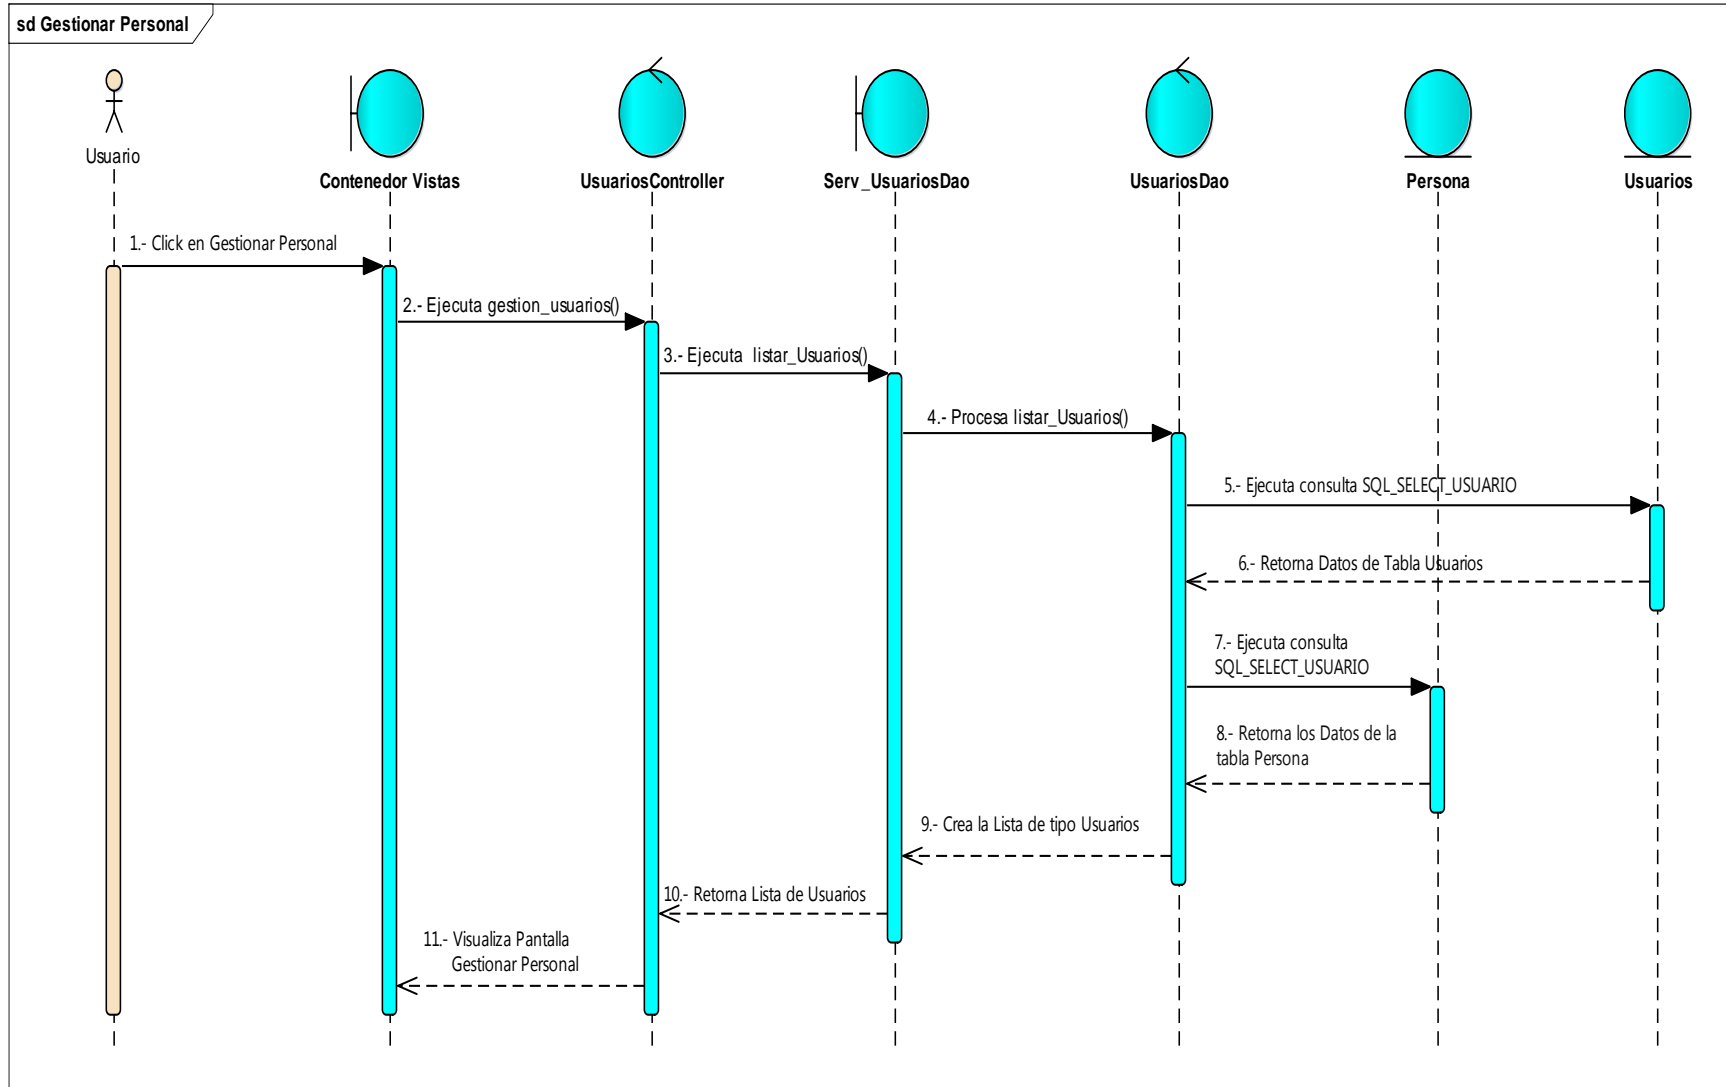 sd Gestionar Personal
Usuario
Contenedor Vistas
UsuariosController
Serv_UsuariosDao
UsuariosDao
Persona
Usuarios
1.- Click en Gestionar Personal
2.- Ejecuta gestion_usuarios()
3.- Ejecuta listar_Usuarios()
4.- Procesa listar_Usuarios()
5.- Ejecuta consulta SQL_SELECT_USUARIO
6.- Retorna Datos de Tabla Usuarios
7.- Ejecuta consulta
SQL_SELECT_USUARIO
8.- Retorna los Datos de la
tabla Persona
9.- Crea la Lista de tipo Usuarios
10.- Retorna Lista de Usuarios
11.- Visualiza Pantalla
Gestionar Personal